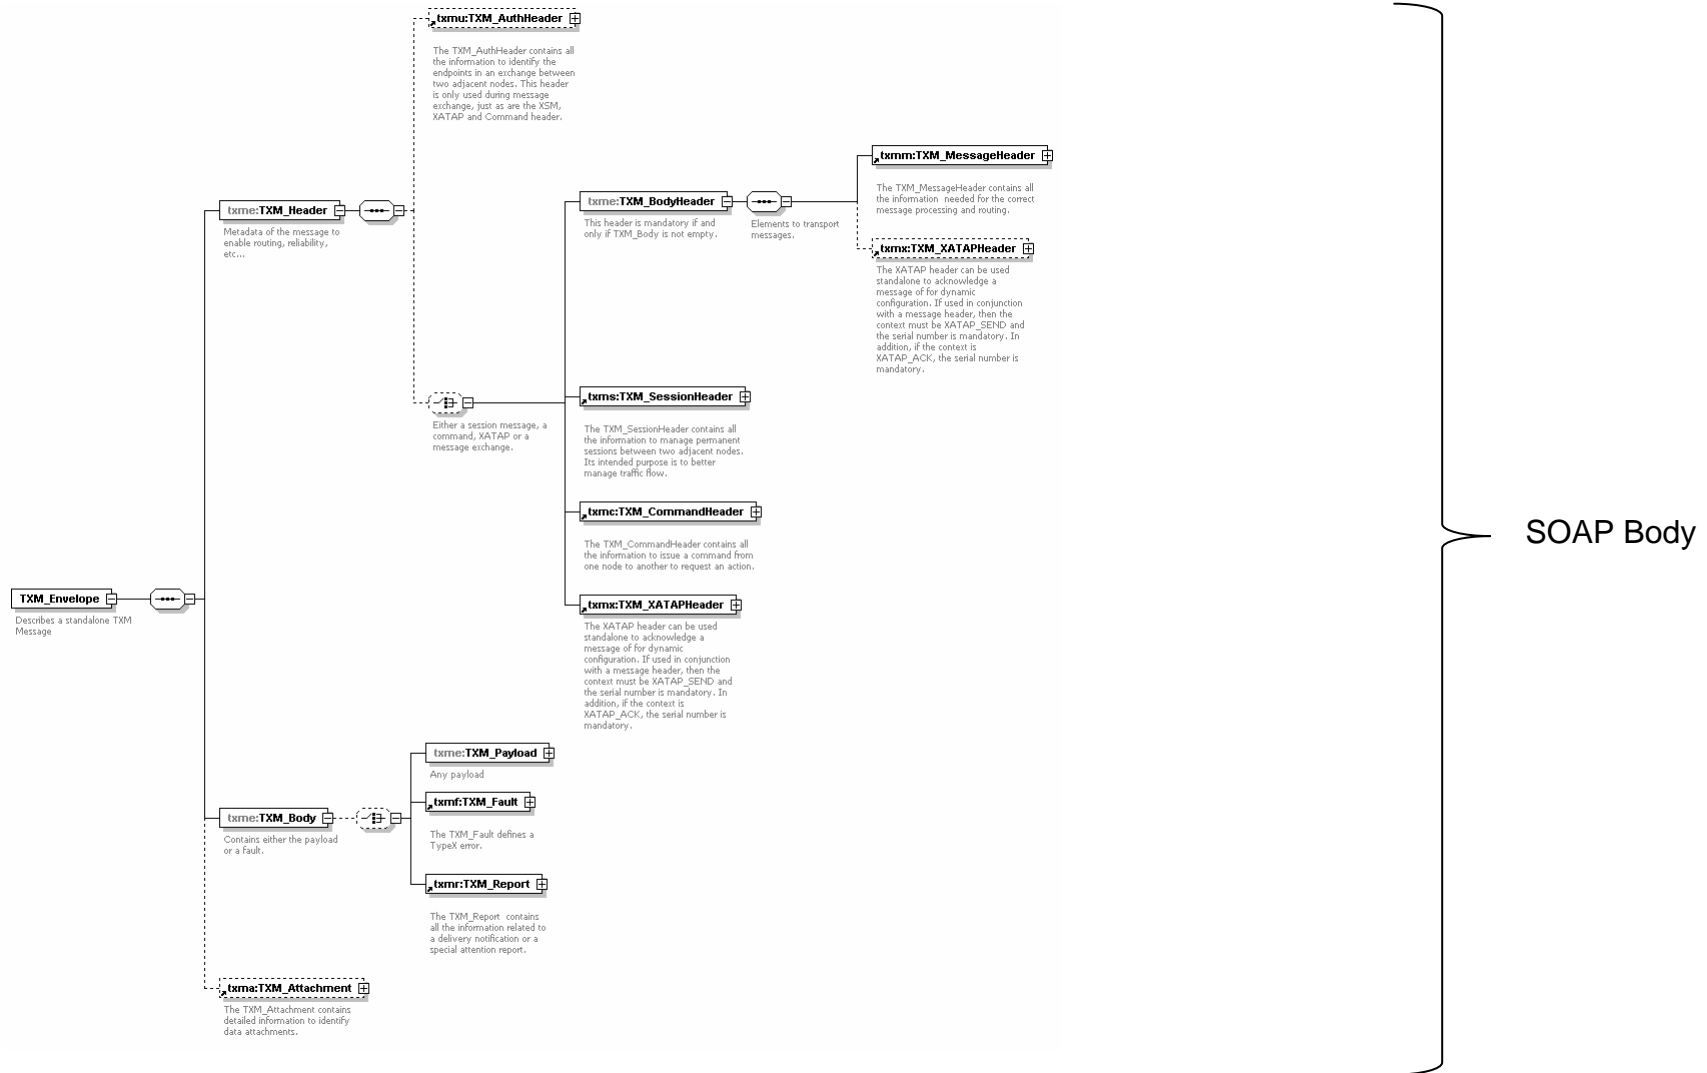 txmu:TXM_AuthHeader
The TXM_AuthHeader contains all
the information to identify the
endpoints in an exchange between
two adjacent nodes. This header
is only used during message
exchange, just as are the XSM,
XATAP and Command header.
txmm:TXM_MessageHeader
The TXM_MessageHeader contains all
the information  needed for the correct
message processing and routing.
txme:TXM_Header
Metadata of the message to
enable routing, reliability,
etc...
txme:TXM_BodyHeader
This header is mandatory if and
only if TXM_Body is not empty.
Elements to transport
messages.
txmx:TXM_XATAPHeader
The XATAP header can be used
standalone to acknowledge a
message of for dynamic
configuration. If used in conjunction
with a message header, then the
context must be XATAP_SEND and
the serial number is mandatory. In
addition, if the context is
XATAP_ACK, the serial number is
mandatory.
Either a session message, a
command, XATAP or a
message exchange.
txms:TXM_SessionHeader
The TXM_SessionHeader contains all
the information to manage permanent
sessions between two adjacent nodes.
Its intended purpose is to better
manage traffic flow.
txmc:TXM_CommandHeader
The TXM_CommandHeader contains all
the information to issue a command from
one node to another to request an action.
SOAP Body
TXM_Envelope
Describes a standalone TXM
Message
txmx:TXM_XATAPHeader
The XATAP header can be used
standalone to acknowledge a
message of for dynamic
configuration. If used in conjunction
with a message header, then the
context must be XATAP_SEND and
the serial number is mandatory. In
addition, if the context is
XATAP_ACK, the serial number is
mandatory.
txme:TXM_Body
Contains either the payload
or a fault.
txme:TXM_Payload
Any payload
txmf:TXM_Fault
The TXM_Fault defines a
TypeX error.
txmr:TXM_Report
The TXM_Report  contains
all the information related to
a delivery notification or a
special attention report.
txma:TXM_Attachment
The TXM_Attachment contains
detailed information to identify
data attachments.